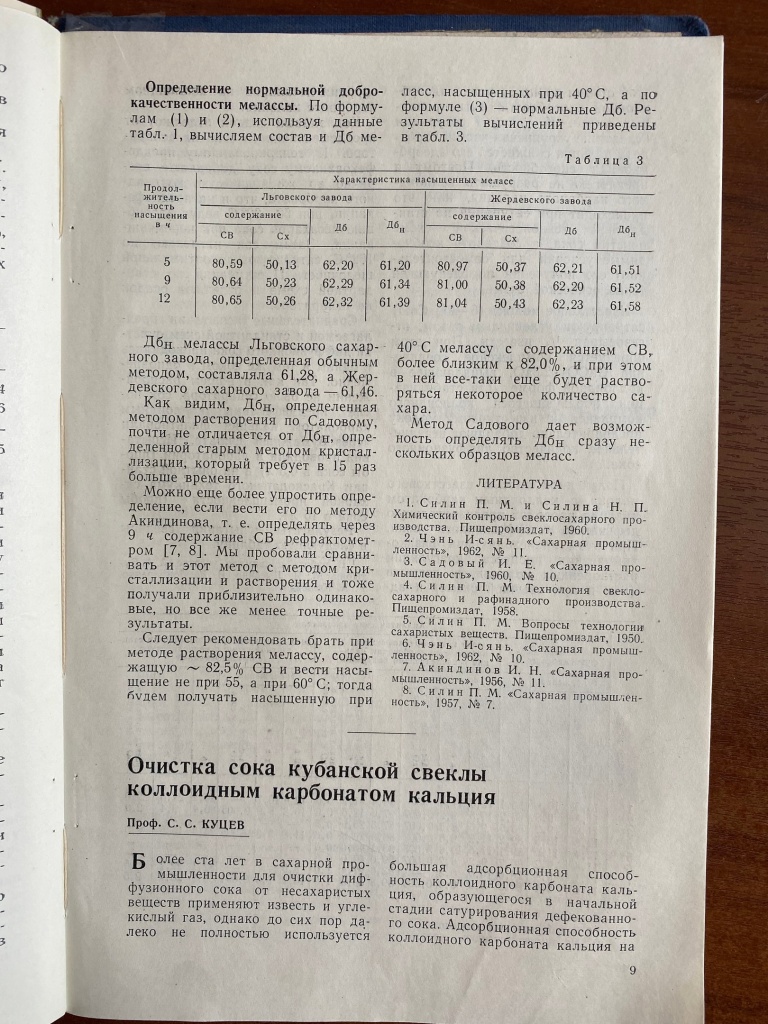 Определение нормальной добро-
качественности мелассы. По форму-
лам (1) и (2), используя данные
табл. 1, вычисляем состав и Дб ме-
ласс, насыщенных при 40° С, а по
формуле (3) — нормальные Дб. Ре-
зультаты вычислений приведены
в табл. 3.
Таблица 3
Продол-
житель-
ность
насыщения
в ч
Характеристика насыщенных меласс
Льговского завода
Жердевского завода
содержание
Дб
Дбн
содержание
Дб
Дбн
СВ
Сх
СВ
Сх
5 80,59 50,13 62,20 61,20 80,97 50,37 62,21 61,51
9 80,64 50,23 62,29 61,34 81,00 50,38 62,20 61,52
12 80,65 50,26 62,32 61,39 81,04 50,43 62,23 61,58
Дбн мелассы Льговского сахар-
ного завода, определенная обычным
методом, составляла 61,28, а Жер-
девского сахарного завода — 61,46.
Как видим, Дбн, определенная
методом растворения по Садовому,
почти не отличается от Дбн, опре-
деленной старым методом кристал-
лизации, который требует в 15 раз
больше времени.
Можно еще более упростить опре-
деление, если вести его по методу
Акиндинова, т. е. определять через
9 ч содержание СВ рефрактомет-
ром [7, 8]. Мы пробовали сравни-
вать и этот метод с методом кри-
сталлизации и растворения и тоже
получали приблизительно одинако-
вые, но все же менее точные ре-
зультаты.
Следует рекомендовать брать при
методе растворения мелассу, содер-
жащую ~ 82,5% СВ и вести насы-
щение не при 55, а при 60° С; тогда
будем получать насыщенную при
40° С мелассу с содержанием СВ,
более близким к 82,0%, и при этом
в ней все-таки еще будет раство-
ряться некоторое количество са-
хара.
Метод Садового дает возмож-
ность определять Дбн сразу не-
скольких образцов меласс.
ЛИТЕРАТУРА
1. Силин П. М. и Силина Н. П.
Химический контроль свеклосахарного про-
изводства. Пищепромиздат, 1960.
2. Чэнь И-сянь. «Сахарная промыш-
ленность», 1962, № 11.
3. Садовый И. Е. «Сахарная про-
мышленность», 1960, № 10.
4. Силин П. М. Технология свекло-
сахарного и рафинадного производства.
Пищепромиздат, 1958.
5. Силин П. М. Вопросы технологии
сахаристых веществ. Пищепромиздат, 1950.
6. Чэнь И-сянь. «Сахарная промыш-
ленность», 1962, № 10.
7. Акиндинов И. Н. «Сахарная про-
мышленность», 1956, № 11.
8. Силин П. М. «Сахарная промышлен-
ность», 1957, № 7.
Очистка сока кубанской свеклы
коллоидным карбонатом кальция
Проф. С. С. КУЦЕВ
Более ста лет в сахарной про-
мышленности для очистки диф-
фузионного сока от несахаристых
веществ применяют известь и угле-
кислый газ, однако до сих пор да-
леко не полностью используется
большая адсорбционная способ-
ность коллоидного карбоната каль-
ция, образующегося в начальной
стадии сатурирования дефекованно-
го сока. Адсорбционная способность
коллоидного карбоната кальция на
9